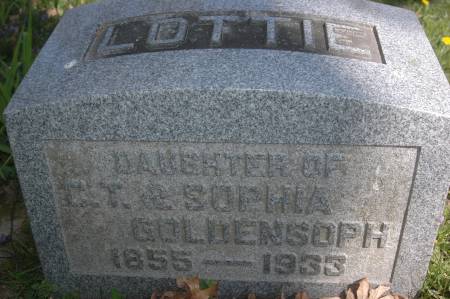 LOTTIE
DAUGHTER OF
C.T. & SOPHIA
GOLDENSOPH
1855 — 1933